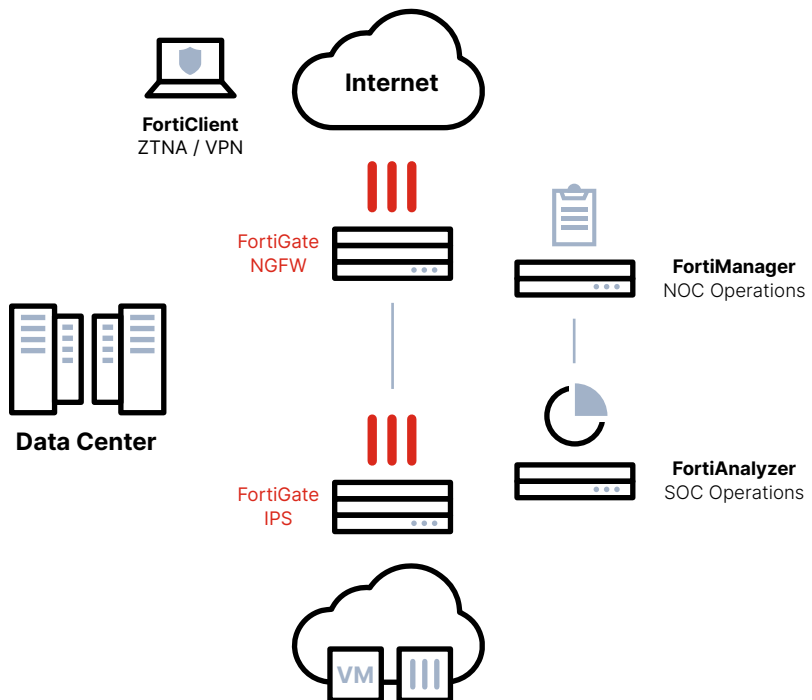 Internet
FortiClient
ZTNA / VPN
FortiGate
NGFW
FortiManager
NOC Operations
Data Center
FortiAnalyzer
SOC Operations
FortiGate
IPS
VM